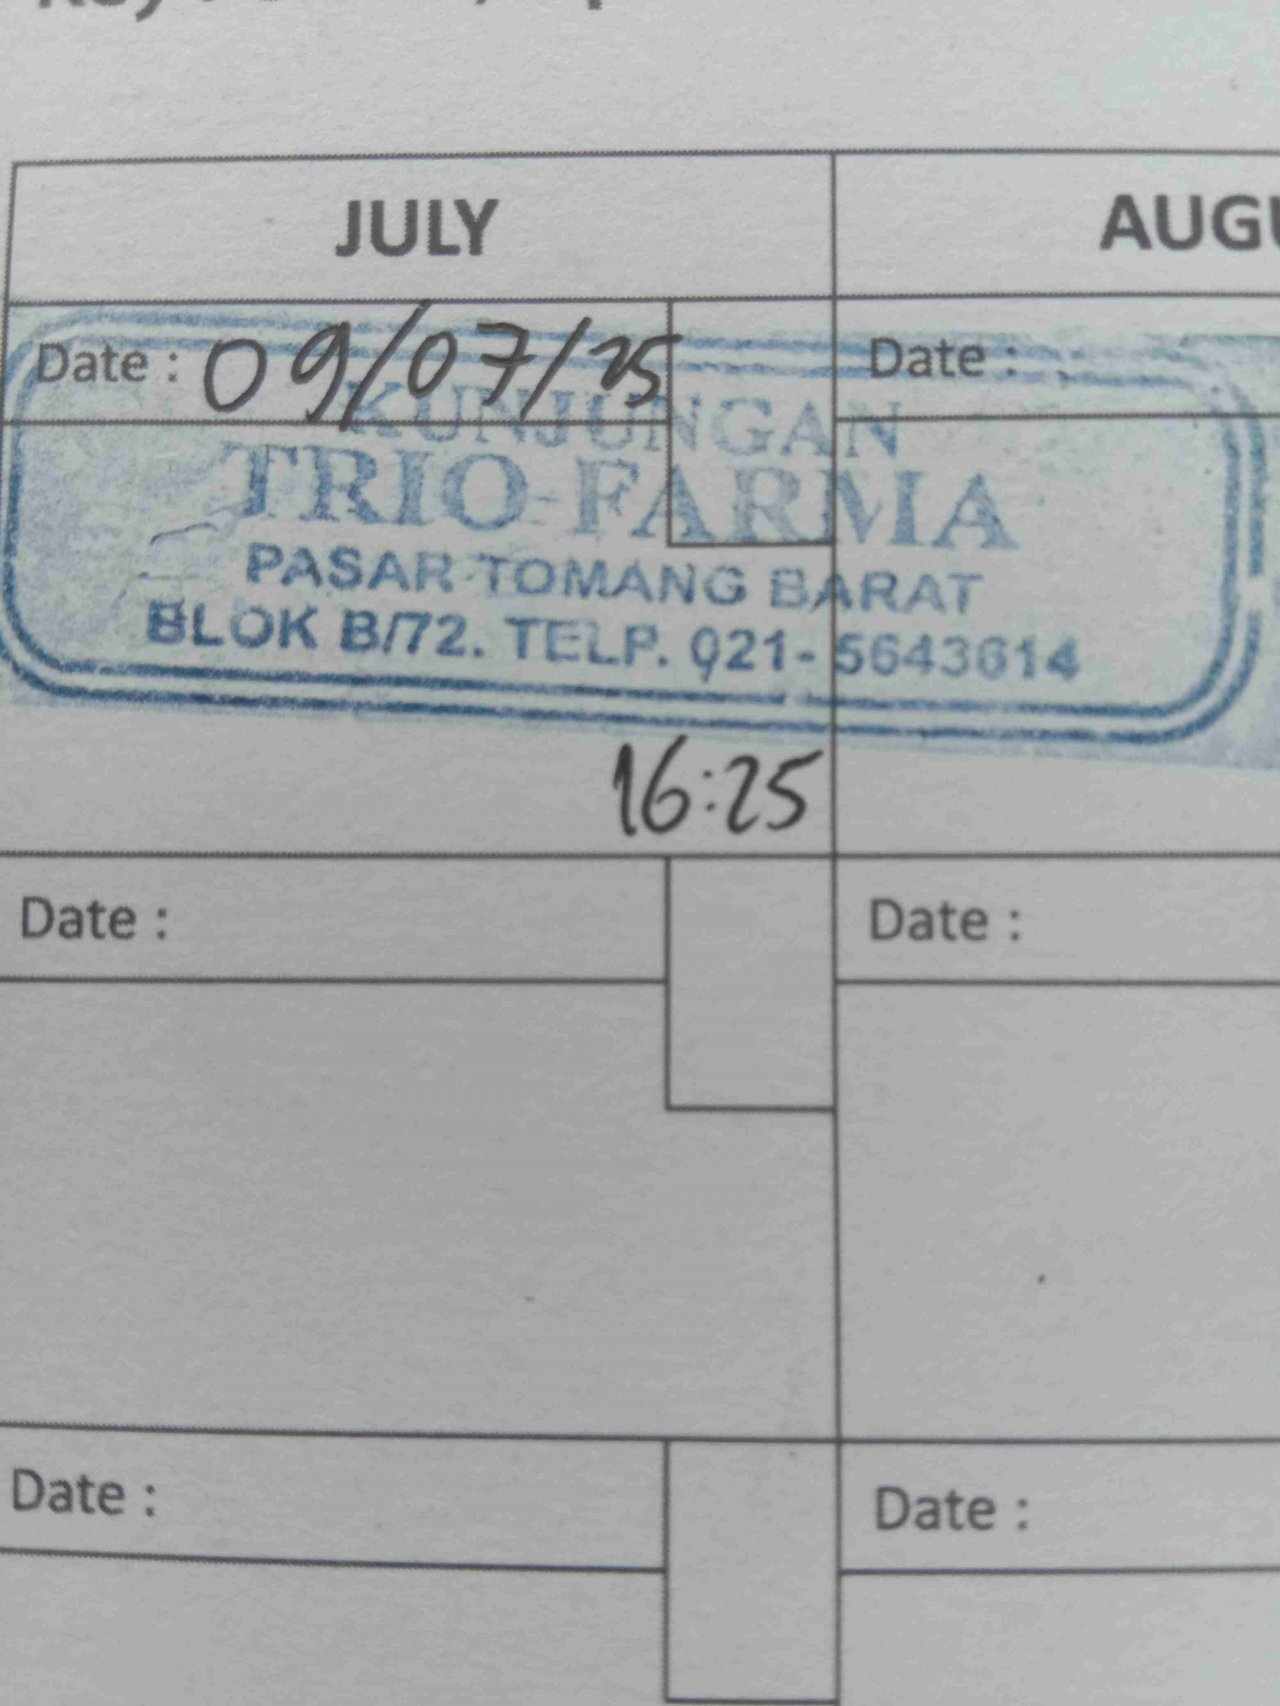 JULY
AUGU
Date : 09/07/25
Date :
KUNJUNGAN
TRIO FARMA
PASAR TOMANG BARAT
BLOK B/72. TELP. 021-5643614
16:25
Date :
Date :
Date :
Date :